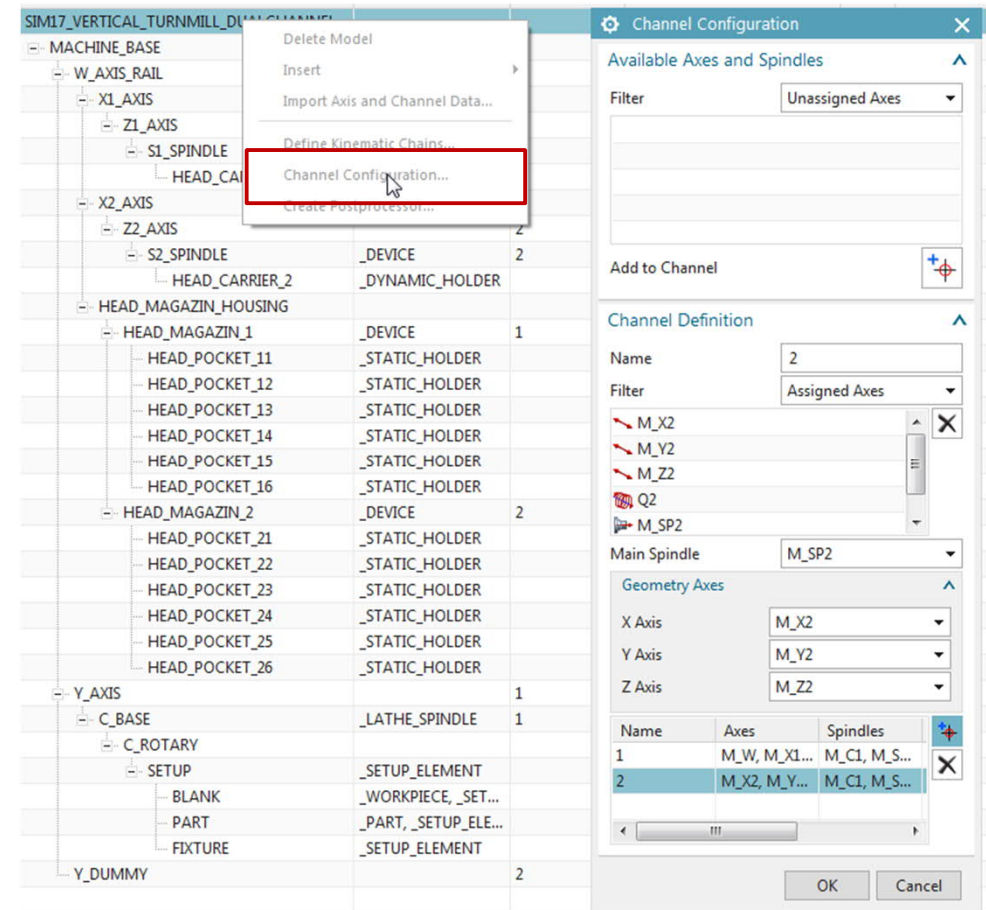 SIM17_VERTICAL_TURNMILL_DUALCHANNEL
MACHINE_BASE
W_AXIS_RAIL
X1_AXIS
Z1_AXIS
S1_SPINDLE
HEAD_CA
X2_AXIS
Z2_AXIS 2
S2_SPINDLE _DEVICE 2
HEAD_CARRIER_2 _DYNAMIC_HOLDER
HEAD_MAGAZIN_HOUSING
HEAD_MAGAZIN_1 _DEVICE 1
HEAD_POCKET_11 _STATIC_HOLDER
HEAD_POCKET_12 _STATIC_HOLDER
HEAD_POCKET_13 _STATIC_HOLDER
HEAD_POCKET_14 _STATIC_HOLDER
HEAD_POCKET_15 _STATIC_HOLDER
HEAD_POCKET_16 _STATIC_HOLDER
HEAD_MAGAZIN_2 _DEVICE 2
HEAD_POCKET_21 _STATIC_HOLDER
HEAD_POCKET_22 _STATIC_HOLDER
HEAD_POCKET_23 _STATIC_HOLDER
HEAD_POCKET_24 _STATIC_HOLDER
HEAD_POCKET_25 _STATIC_HOLDER
HEAD_POCKET_26 _STATIC_HOLDER
Y_AXIS 1
C_BASE _LATHE_SPINDLE 1
C_ROTARY
SETUP _SETUP_ELEMENT
BLANK _WORKPIECE, _SET...
PART _PART, _SETUP_ELE...
FIXTURE _SETUP_ELEMENT
Y_DUMMY 2
Delete Model
Insert
Import Axis and Channel Data...
Define Kinematic Chains...
Channel Configuration...
Create Postprocessor...
Channel Configuration
Available Axes and Spindles
Filter Unassigned Axes
Add to Channel
Channel Definition
Name 2
Filter Assigned Axes
M_X2
M_Y2
M_Z2
Q2
M_SP2
Main Spindle M_SP2
Geometry Axes
X Axis M_X2
Y Axis M_Y2
Z Axis M_Z2
Name Axes Spindles
1 M_W, M_X1... M_C1, M_S...
2 M_X2, M_Y... M_C1, M_S...
OK Cancel